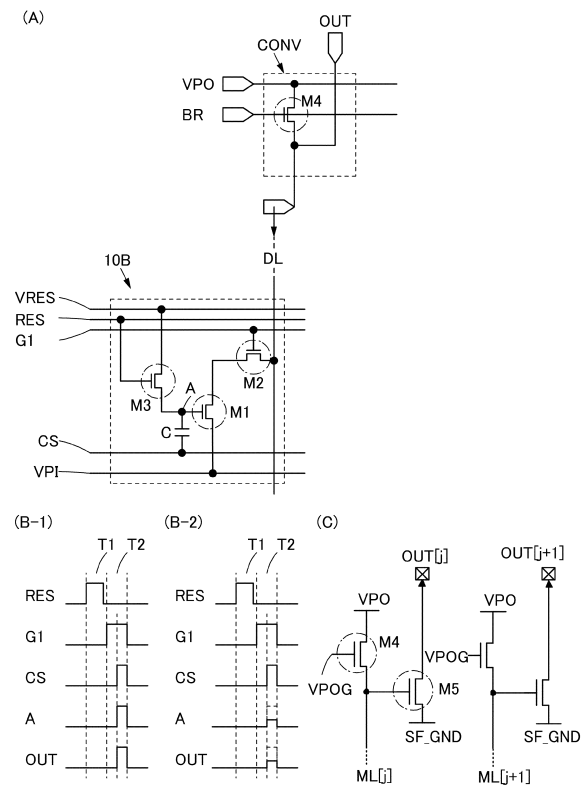 (A)
OUT
CONV
VPO
M4
BR
DL
10B
VRES
RES
G1
M2
M3
A
M1
C
CS
VPI
(B-1)
T1 T2
RES
G1
CS
A
OUT
(B-2)
T1 T2
RES
G1
CS
A
OUT
(C)
OUT[j]
OUT[j+1]
VPO
VPO
M4
VPOG
VPOG
M5
SF_GND
SF_GND
ML[j]
ML[j+1]